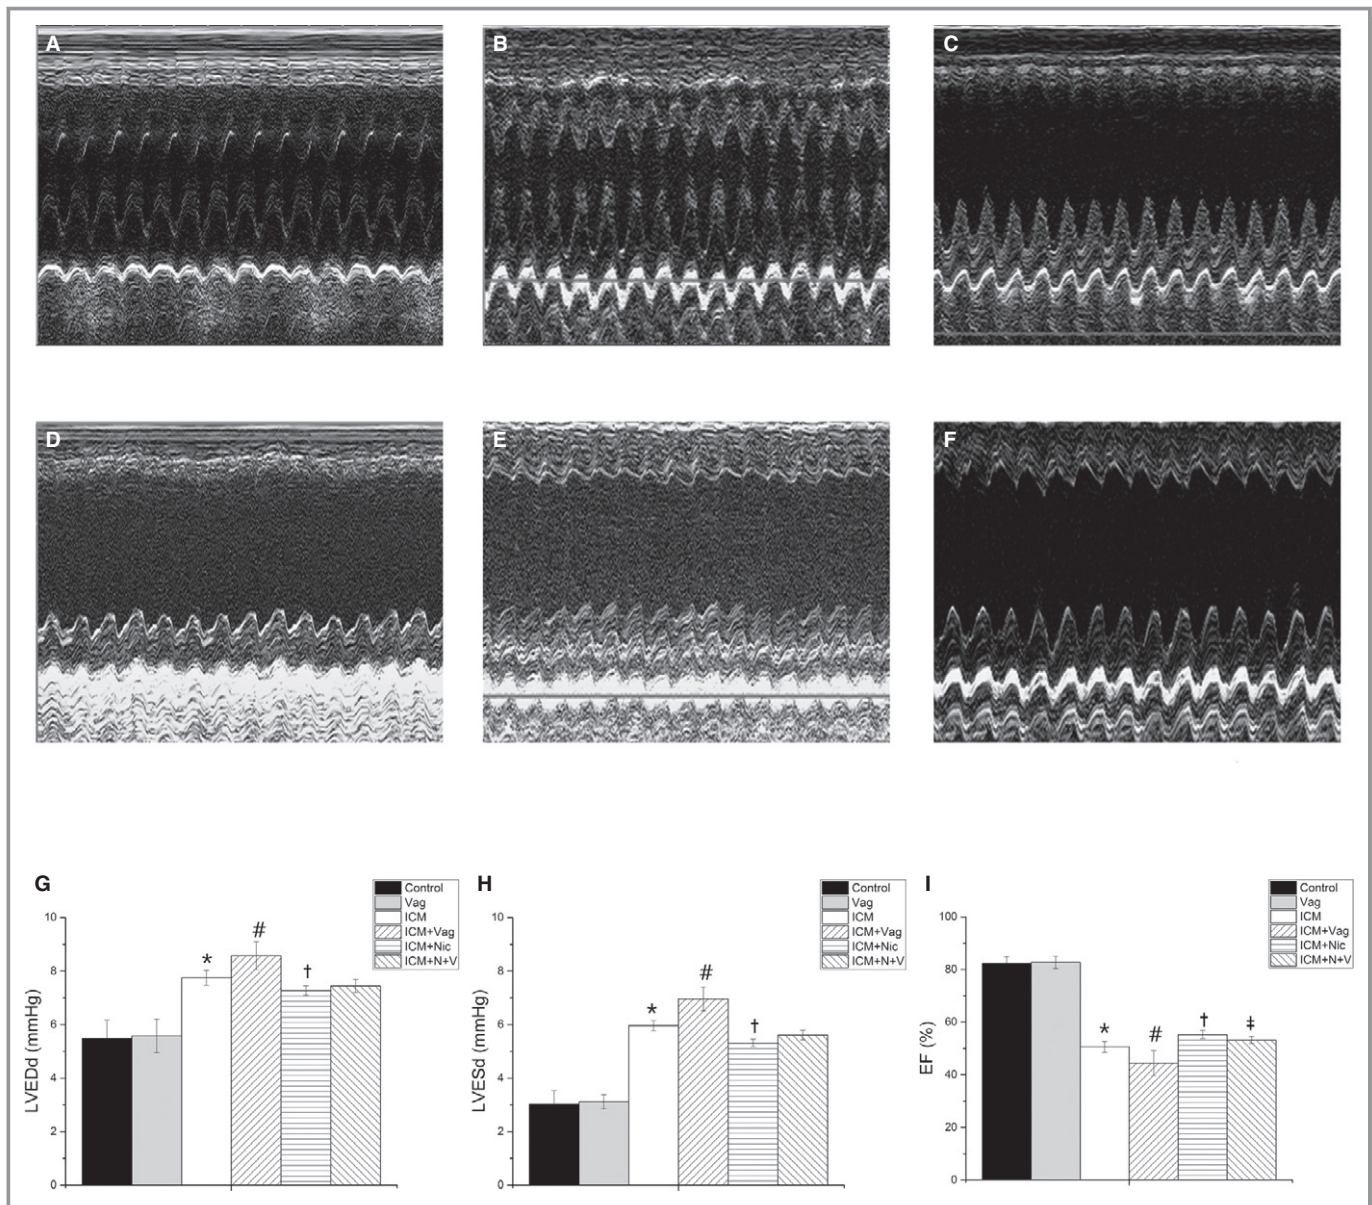 A
B
C
D
E
F
G
Control
Vag
ICM
ICM+Vag
ICM+Nic
ICM+N+V
LVEDd (mmHg)
10
8
6
4
2
0
*
#
†
H
Control
Vag
ICM
ICM+Vag
ICM+Nic
ICM+N+V
LVESd (mmHg)
10
8
6
4
2
0
*
#
†
I
Control
Vag
ICM
ICM+Vag
ICM+Nic
ICM+N+V
EF (%)
100
80
60
40
20
0
*
#
†
‡